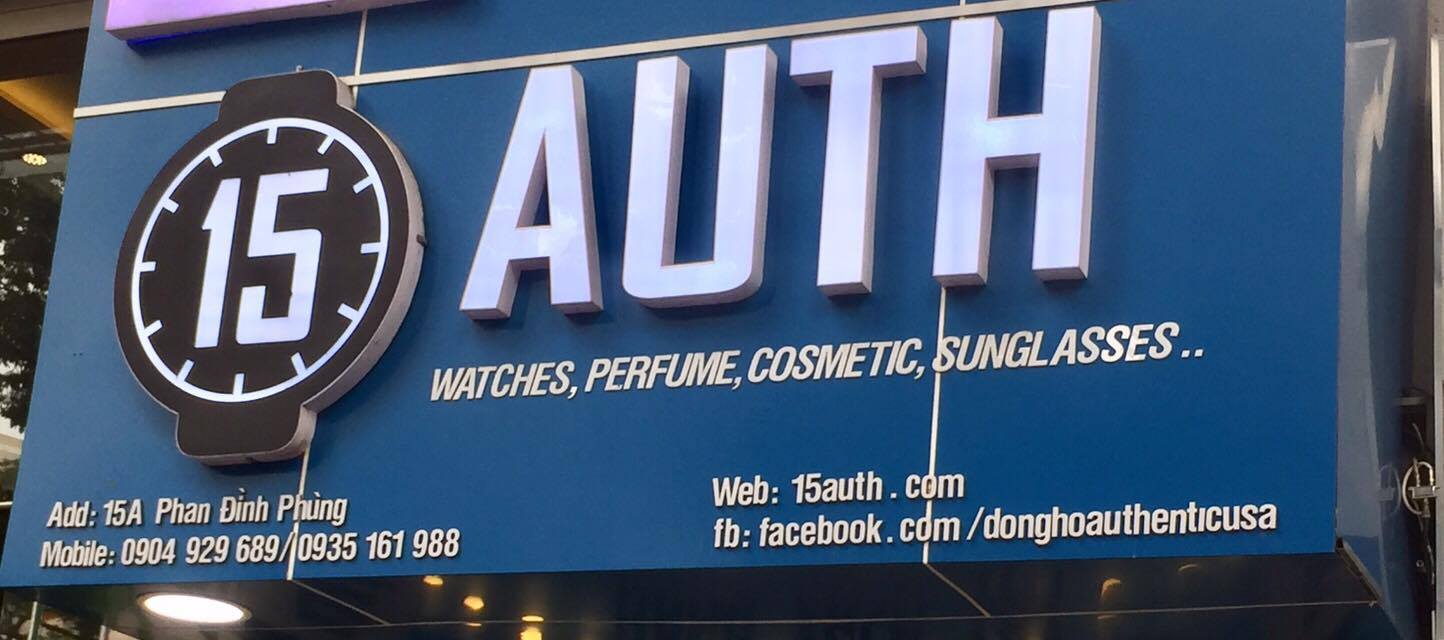 15
AUTH
WATCHES, PERFUME, COSMETIC, SUNGLASSES ..
Add: 15A Phan Đình Phùng
Mobile: 0904 929 689/0935 161 988
Web: 15auth . com
fb: facebook . com /donghoauthenticusa